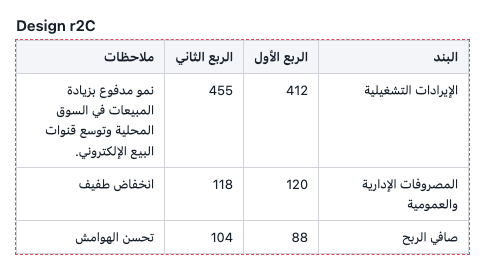 Design r2C
البند الربع الأول الربع الثاني ملاحظات
الإيرادات التشغيلية 412 455 نمو مدفوع بزيادة
المبيعات في السوق
المحلية وتوسع قنوات
البيع الإلكتروني.
المصروفات الإدارية 120 118 انخفاض طفيف
والعمومية
صافي الربح 88 104 تحسن الهوامش